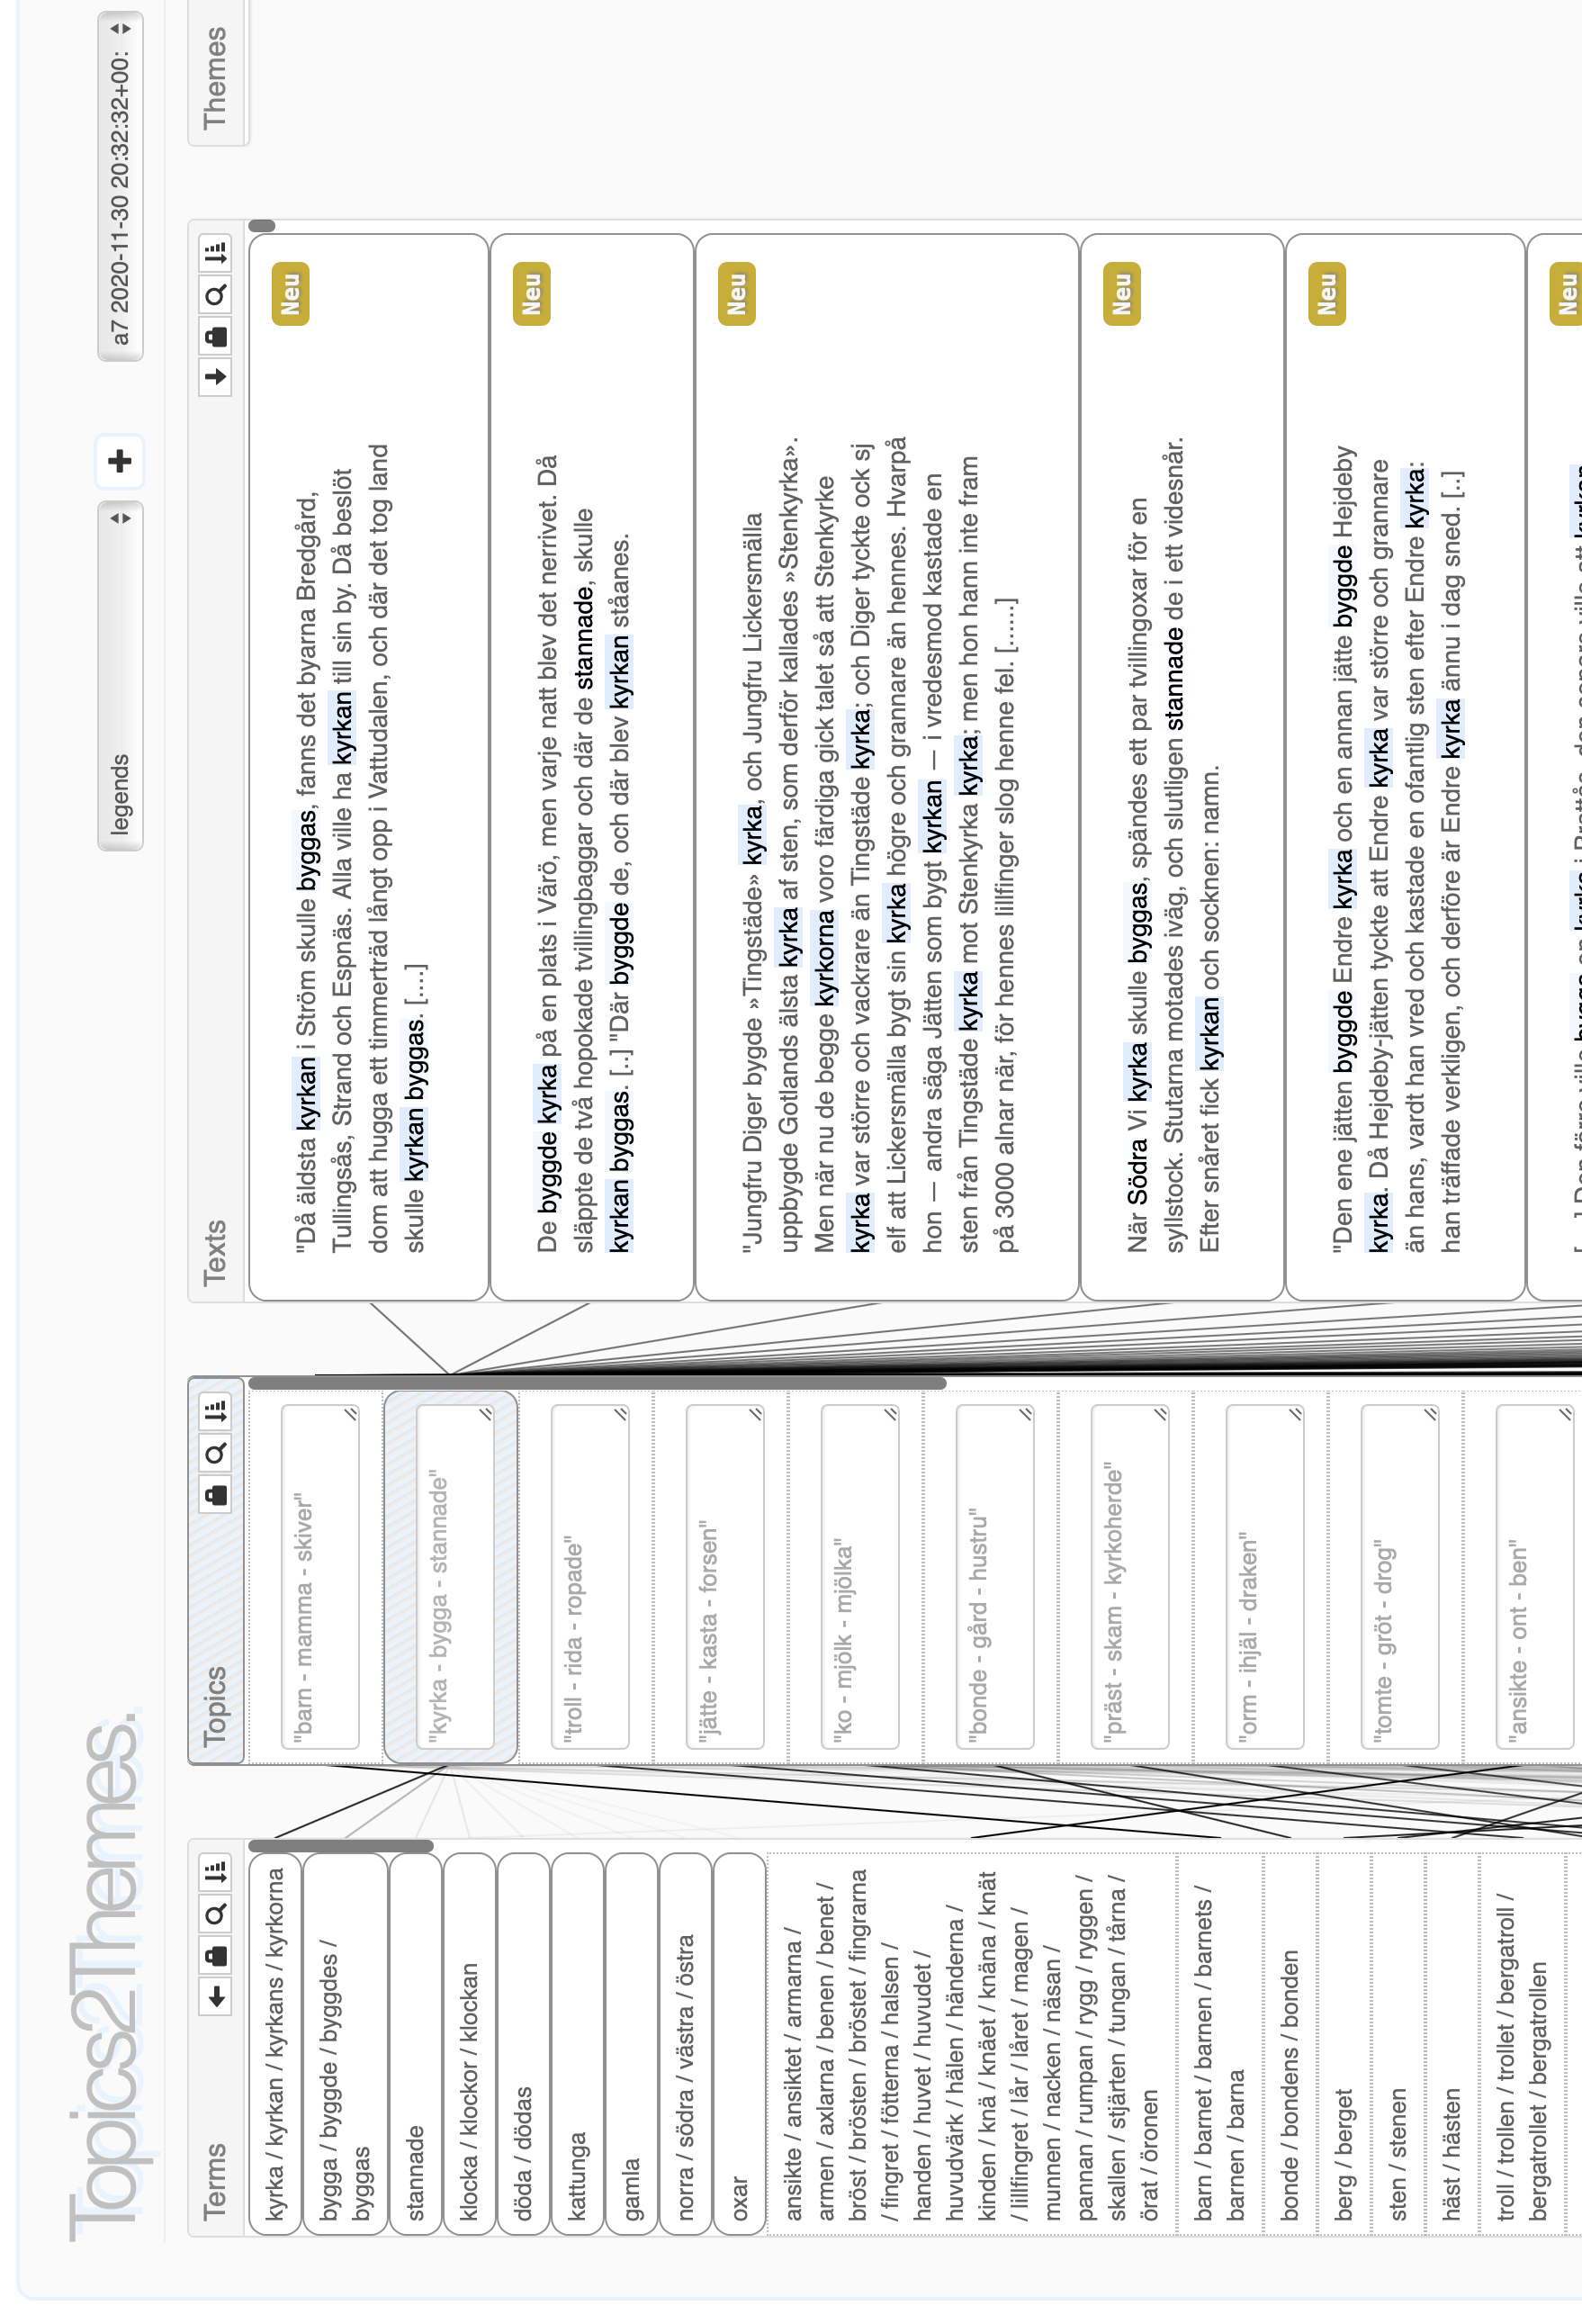 Topics2Themes.
legends
a7 2020-11-30 20:32:32+00:
Terms
kyrka / kyrkan / kyrkans / kyrkorna
bygga / byggde / byggdes /
byggas
stannade
klocka / klockor / klockan
döda / dödas
kattunga
gamla
norra / södra / västra / östra
oxar
ansikte / ansiktet / armarna /
armen / axlarna / benen / benet /
bröst / brösten / bröstet / fingrarna
/ fingret / fötterna / halsen /
handen / huvet / huvudet /
huvudvärk / hälen / händerna /
kinden / knä / knäet / knäna / knät
/ lillfingret / lår / låret / magen /
munnen / nacken / näsan /
pannan / rumpan / rygg / ryggen /
skallen / stjärten / tungan / tårna /
örat / öronen
barn / barnet / barnen / barnets /
barnen / barna
bonde / bondens / bonden
berg / berget
sten / stenen
häst / hästen
troll / trollen / trollet / bergatroll /
bergatrollet / bergatrollen
Topics
"barn - mamma - skiver"
"kyrka - bygga - stannade"
"troll - rida - ropade"
"jätte - kasta - forsen"
"ko - mjölk - mjölka"
"bonde - gård - hustru"
"präst - skam - kyrkoherde"
"orm - ihjäl - draken"
"tomte - gröt - drog"
"ansikte - ont - ben"
Texts
"Då äldsta kyrkan i Ström skulle byggas, fanns det byarna Bredgård,
Tullingsås, Strand och Espnäs. Alla ville ha kyrkan till sin by. Då beslöt
dom att hugga ett timmerträd långt opp i Vattudalen, och där det tog land
skulle kyrkan byggas. [....]
Neu
De byggde kyrka på en plats i Värö, men varje natt blev det nerrivet. Då
släppte de två hopokade tvillingbaggar och där de stannade, skulle
kyrkan byggas. [..] "Där byggde de, och där blev kyrkan ståanes.
Neu
"Jungfru Diger bygde »Tingstäde» kyrka, och Jungfru Lickersmälla
uppbygde Gotlands älsta kyrka af sten, som derför kallades »Stenkyrka».
Men när nu de begge kyrkorna voro färdiga gick talet så att Stenkyrke
kyrka var större och vackrare än Tingstäde kyrka; och Diger tyckte ock sj
elf att Lickersmälla bygt sin kyrka högre och grannare än hennes. Hvarpå
hon — andra säga Jätten som bygt kyrkan — i vredesmod kastade en
sten från Tingstäde kyrka mot Stenkyrka kyrka; men hon hann inte fram
på 3000 alnar när, för hennes lillfinger slog henne fel. [.....]
Neu
När Södra Vi kyrka skulle byggas, spändes ett par tvillingoxar för en
syllstock. Stutarna motades iväg, och slutligen stannade de i ett videsnår.
Efter snåret fick kyrkan och socknen: namn.
Neu
"Den ene jätten byggde Endre kyrka och en annan jätte byggde Hejdeby
kyrka. Då Hejdeby-jätten tyckte att Endre kyrka var större och grannare
än hans, vardt han vred och kastade en ofantlig sten efter Endre kyrka:
han träffade verkligen, och derföre är Endre kyrka ännu i dag sned. [..]
Neu
Neu
Themes